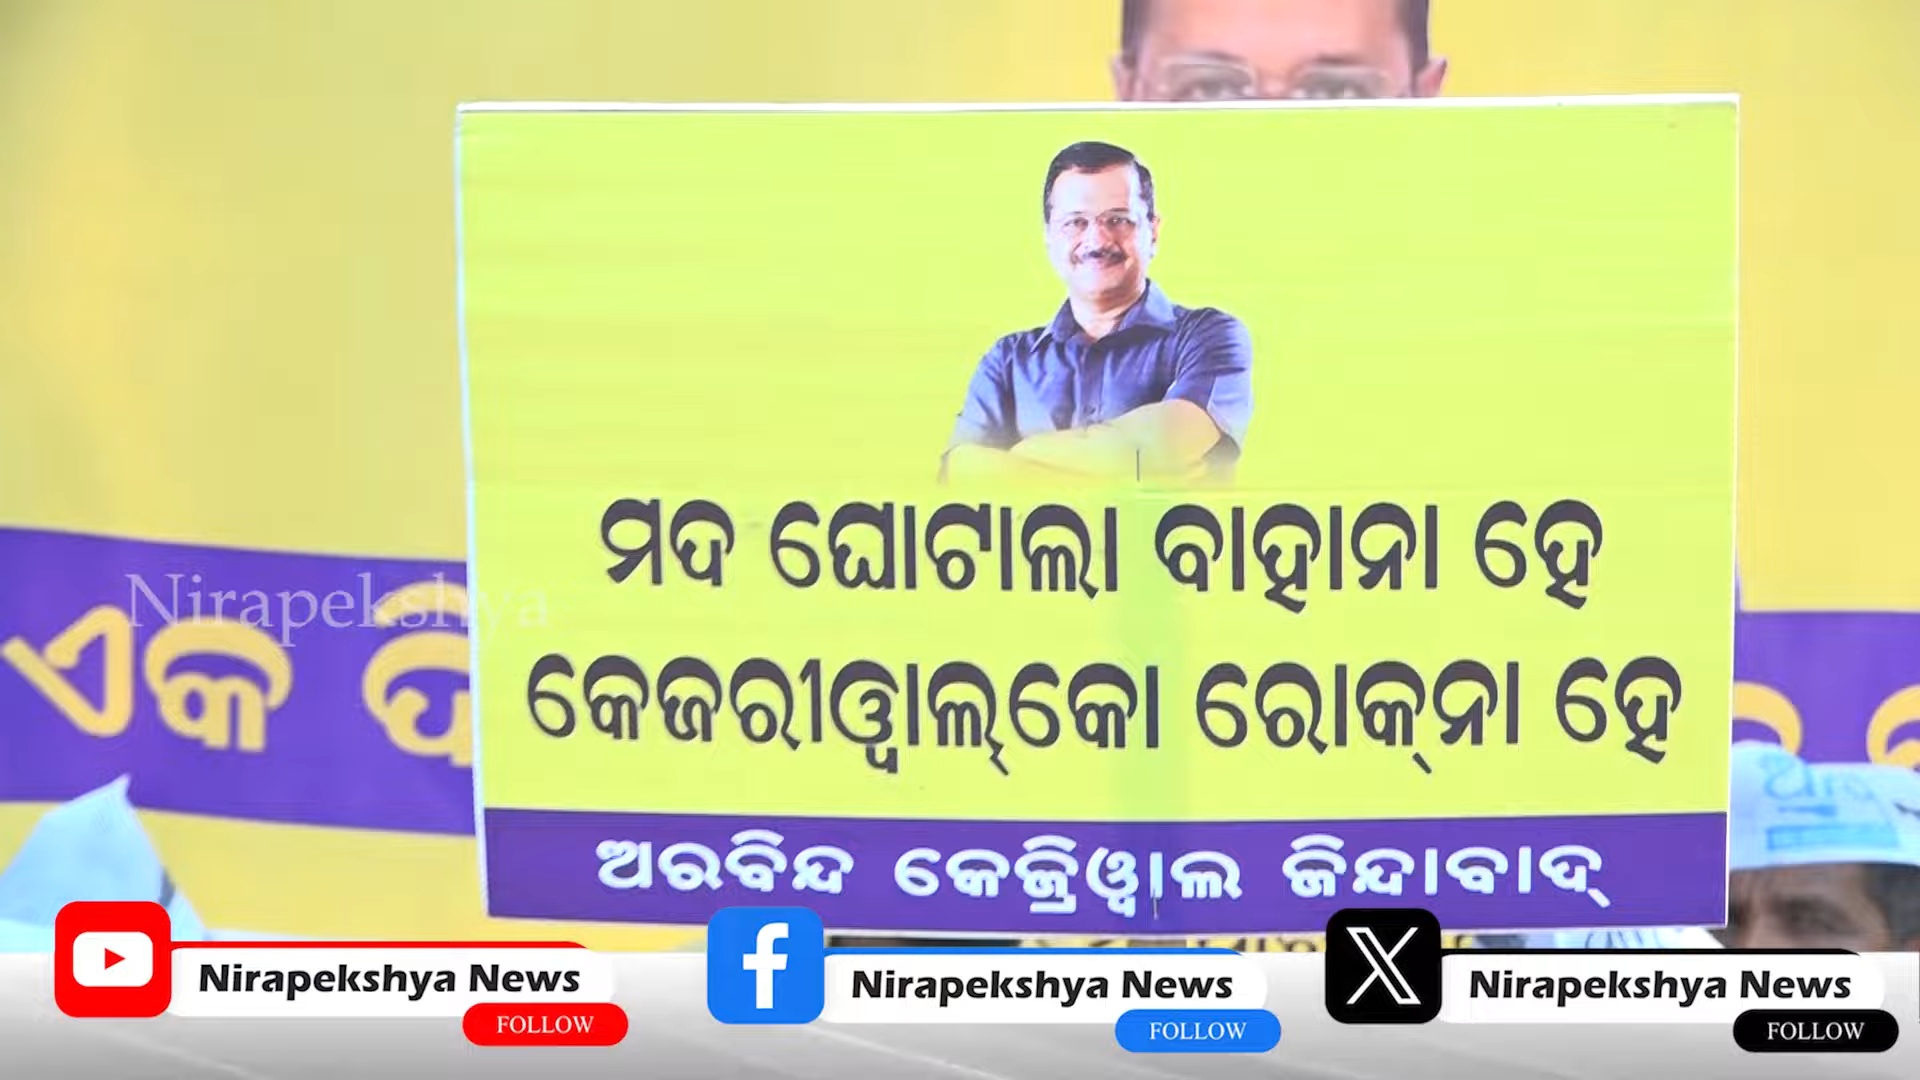 ମଦ ଘୋଟାଲା ବାହାନା ହେ
କେଜରୀୱାଲ୍‌କୋ ରୋକ୍‌ନା ହେ
ଅରବିନ୍ଦ କେଜ୍ରିୱାଲ ଜିନ୍ଦାବାଦ୍
ଏକ
Nirapekshya
Nirapekshya News
FOLLOW
Nirapekshya News
FOLLOW
Nirapekshya News
FOLLOW